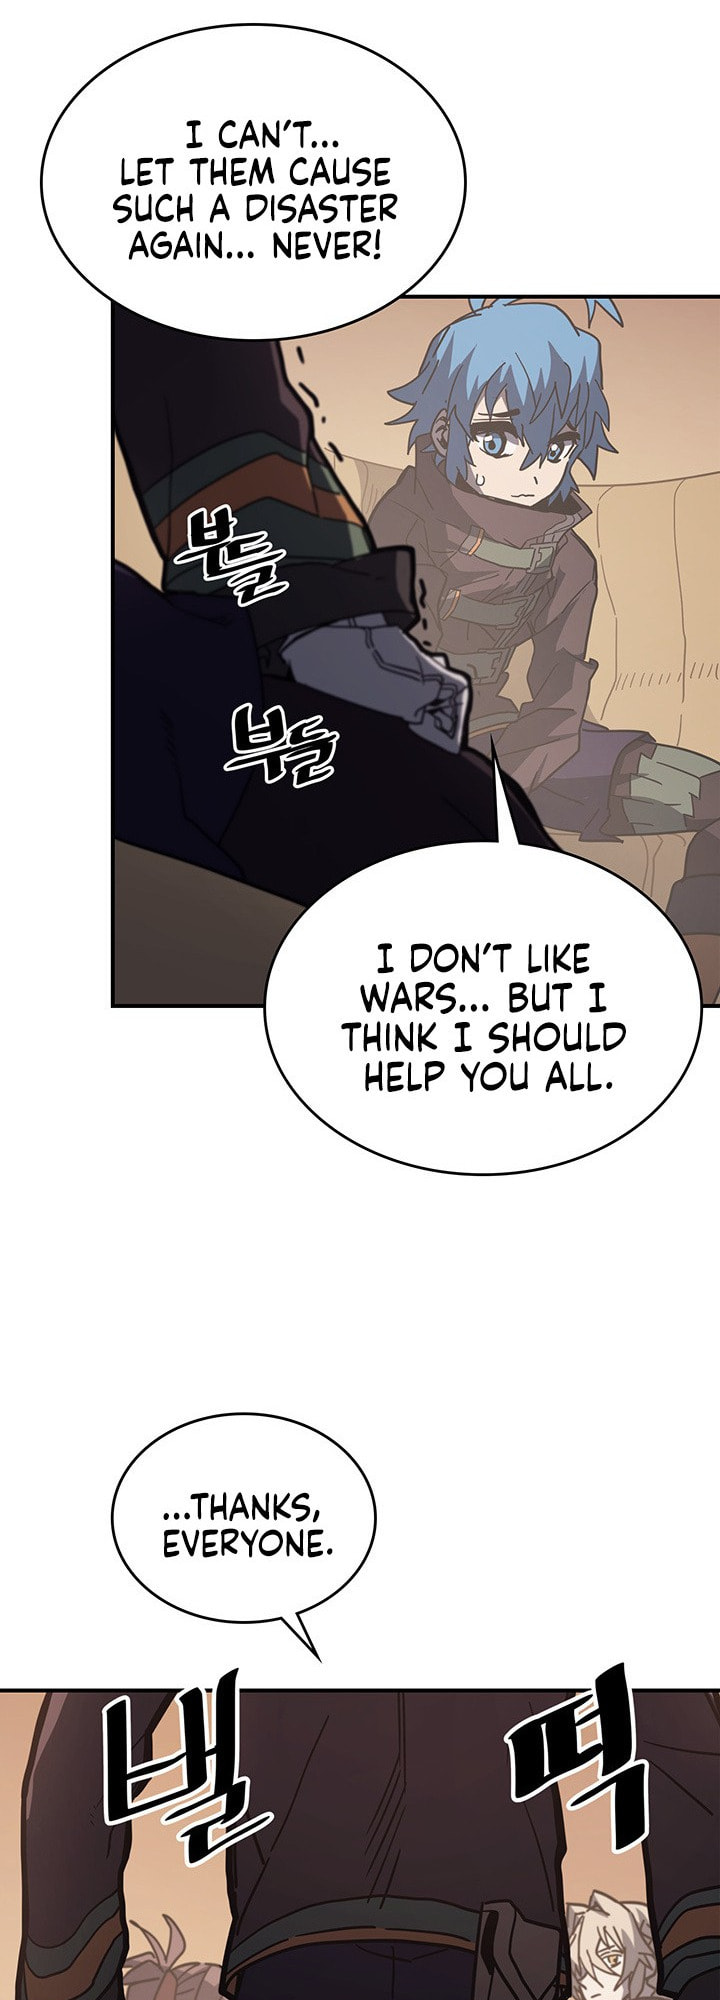 I CAN'T...
LET THEM CAUSE
SUCH A DISASTER
AGAIN... NEVER!
부들
부들
I DON'T LIKE
WARS... BUT I
THINK I SHOULD
HELP YOU ALL.
...THANKS,
EVERYONE.
벌떡